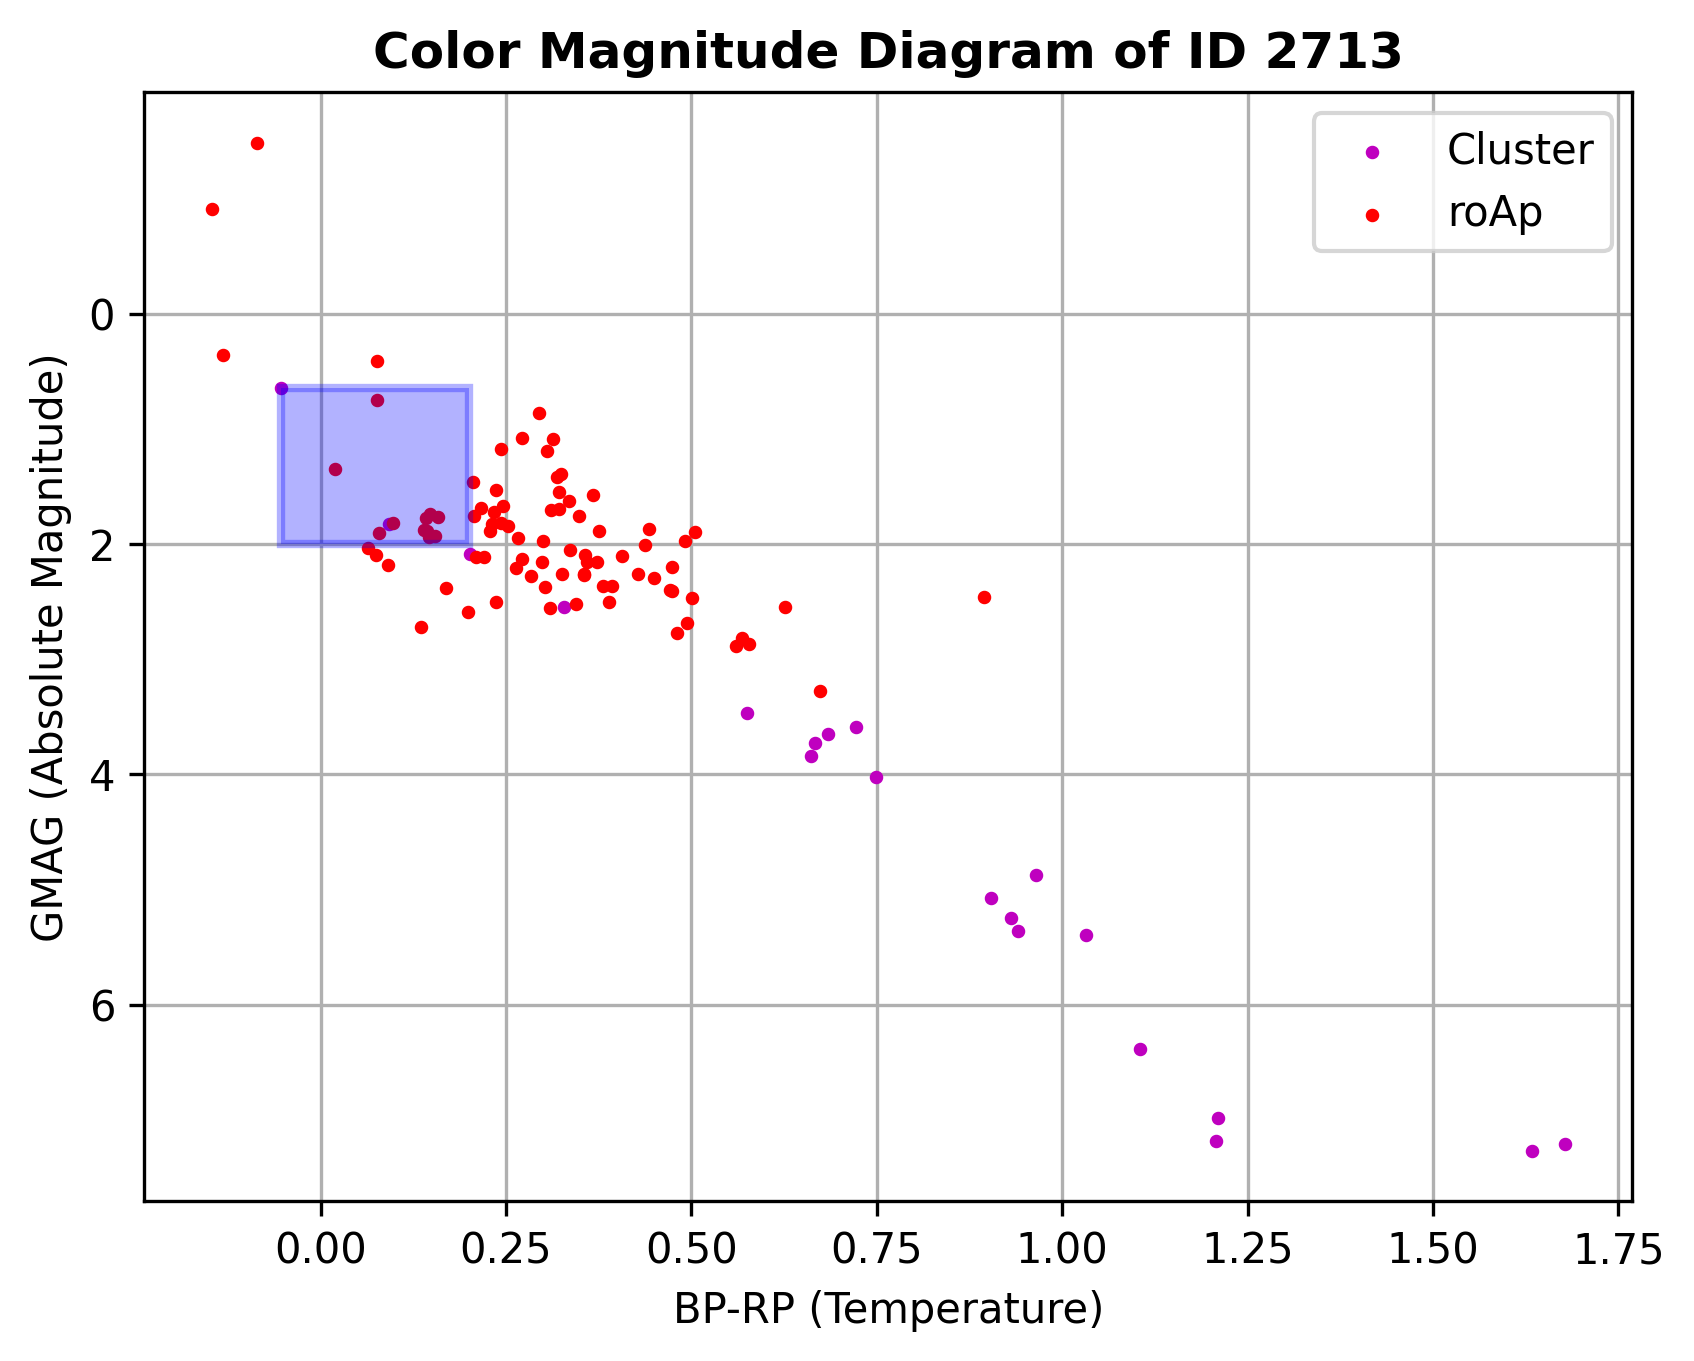 Color Magnitude Diagram of ID 2713
Cluster
roAp
GMAG (Absolute Magnitude)
0
2
4
6
0.00 0.25 0.50 0.75 1.00 1.25 1.50 1.75
BP-RP (Temperature)